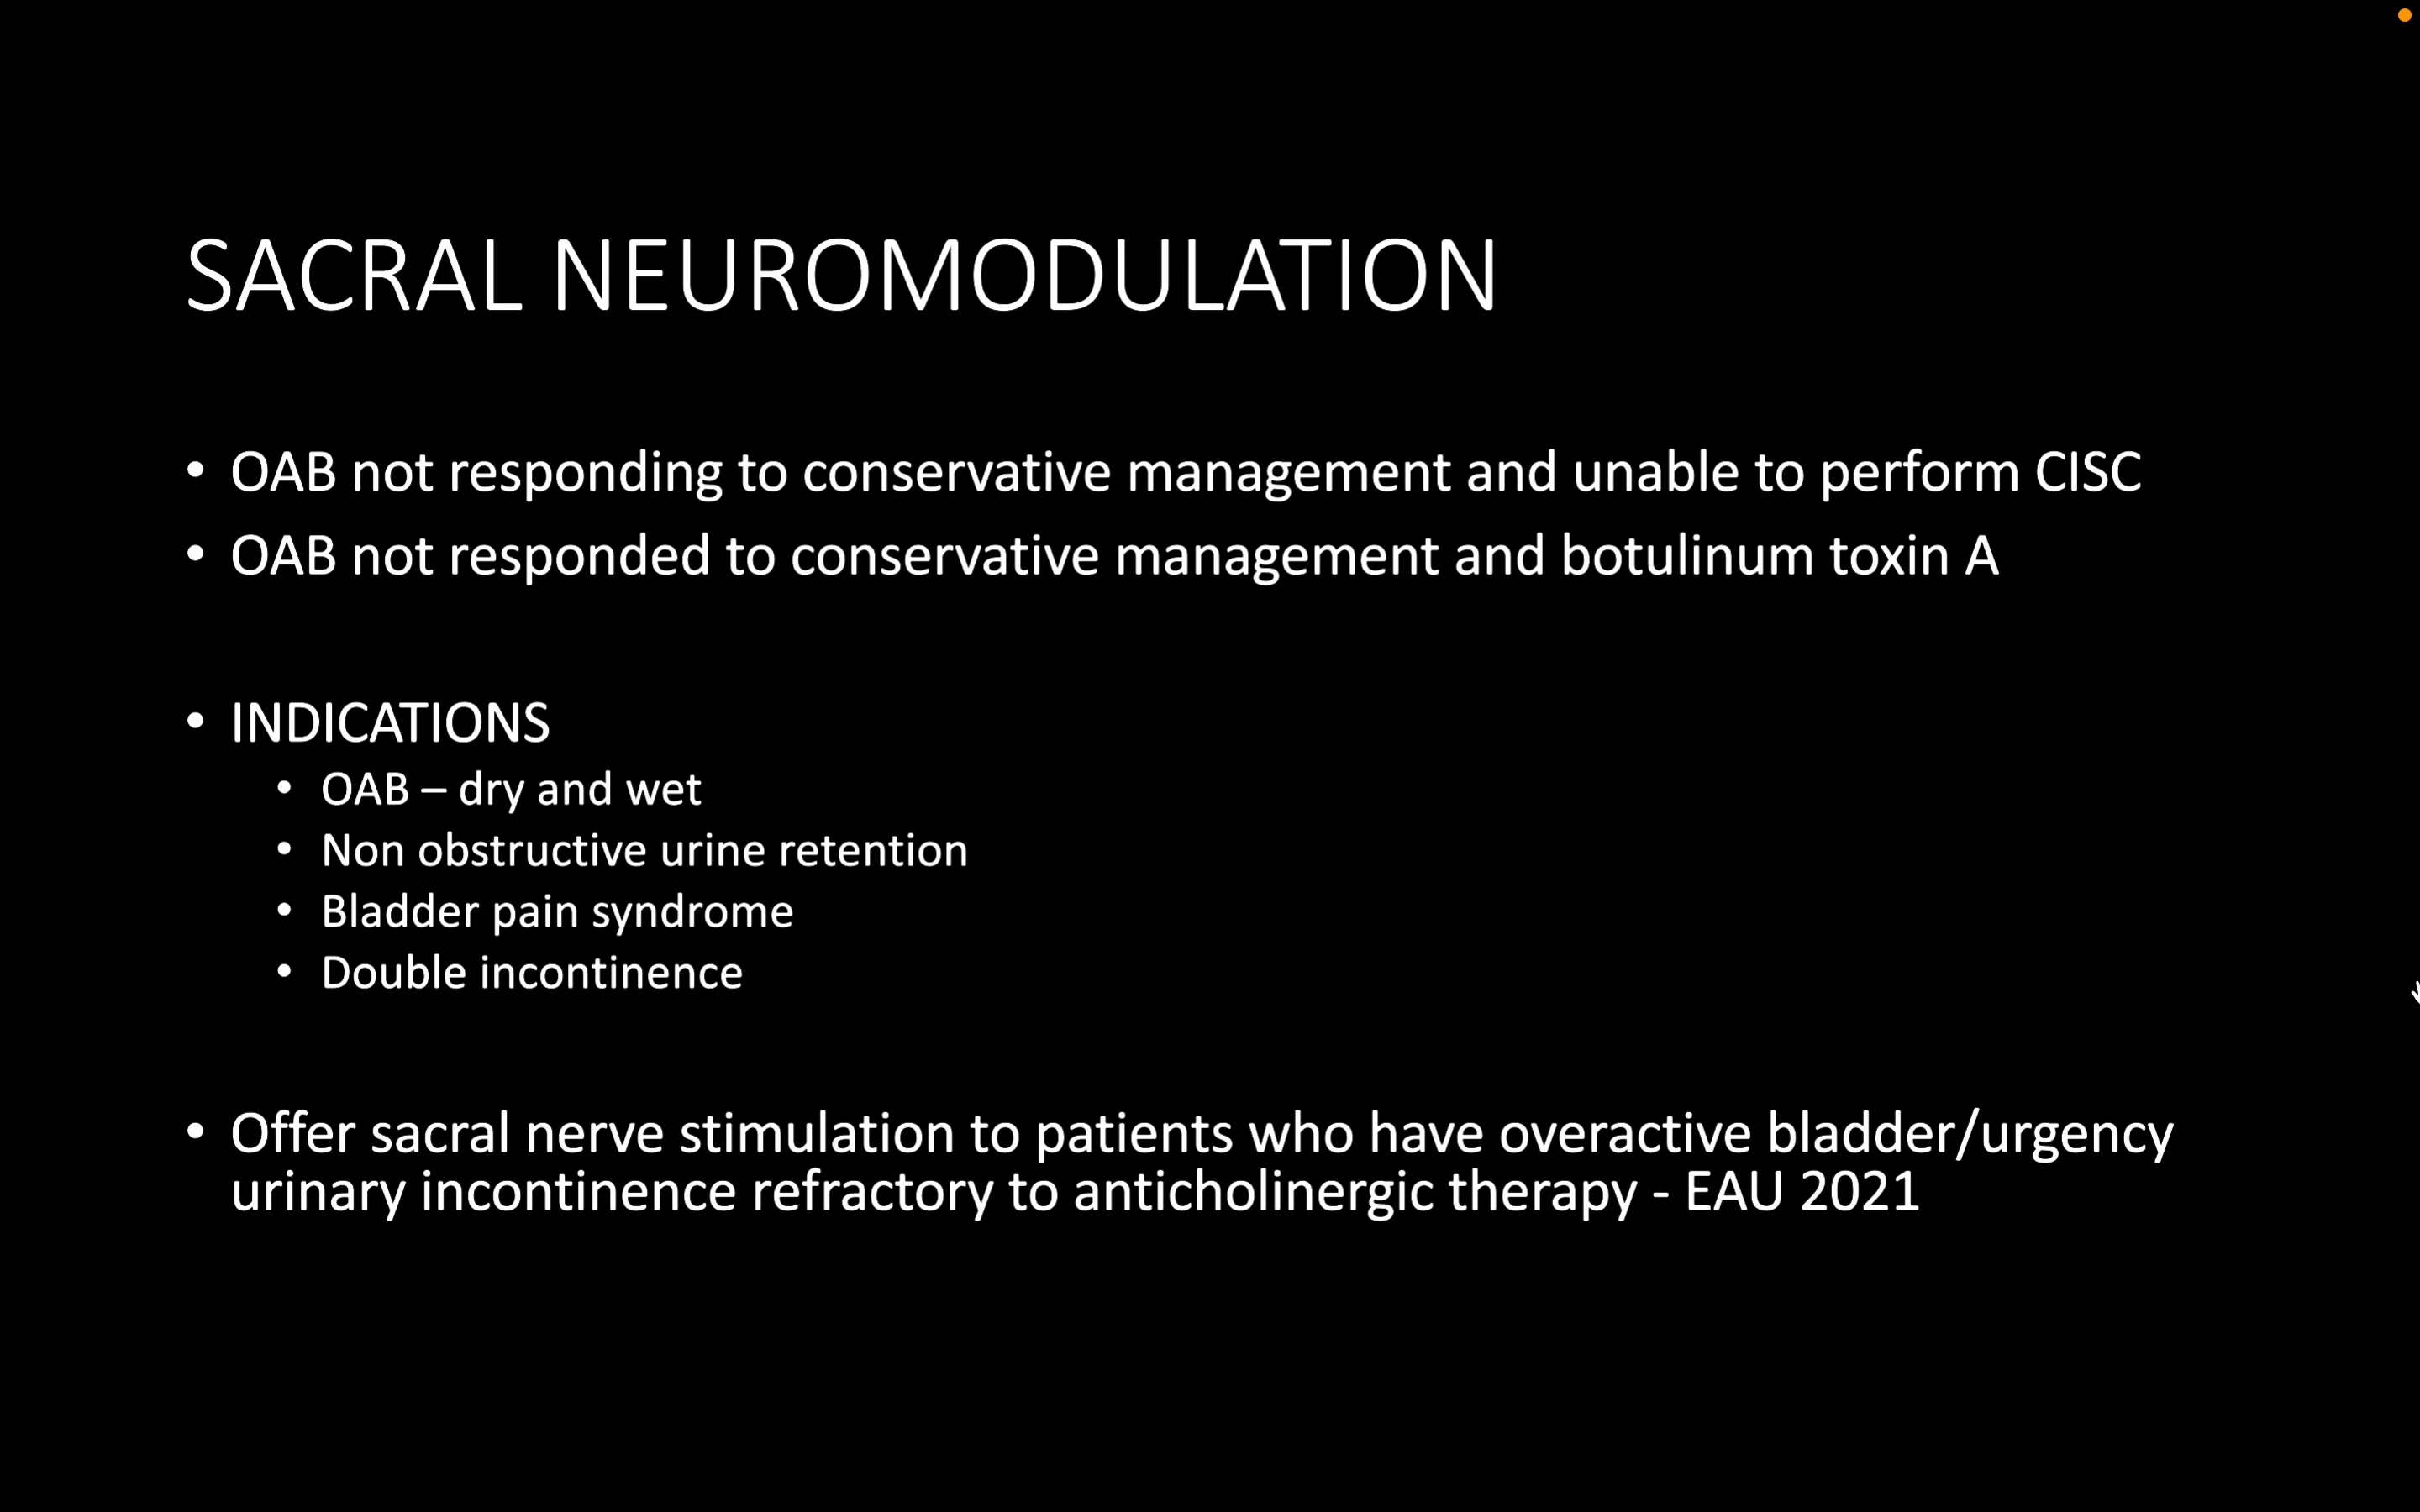 SACRAL NEUROMODULATION
• OAB not responding to conservative management and unable to perform CISC
• OAB not responded to conservative management and botulinum toxin A
• INDICATIONS
• OAB – dry and wet
• Non obstructive urine retention
• Bladder pain syndrome
• Double incontinence
• Offer sacral nerve stimulation to patients who have overactive bladder/urgency
urinary incontinence refractory to anticholinergic therapy - EAU 2021